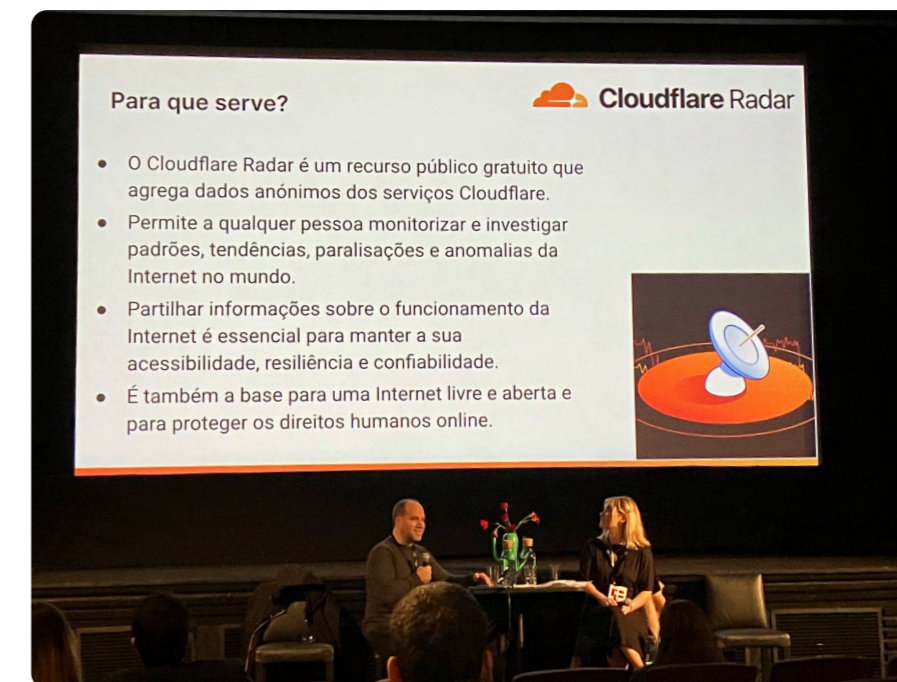 Para que serve?
Cloudflare Radar
● O Cloudflare Radar é um recurso público gratuito que
agrega dados anónimos dos serviços Cloudflare.
● Permite a qualquer pessoa monitorizar e investigar
padrões, tendências, paralisações e anomalias da
Internet no mundo.
● Partilhar informações sobre o funcionamento da
Internet é essencial para manter a sua
acessibilidade, resiliência e confiabilidade.
● É também a base para uma Internet livre e aberta e
para proteger os direitos humanos online.